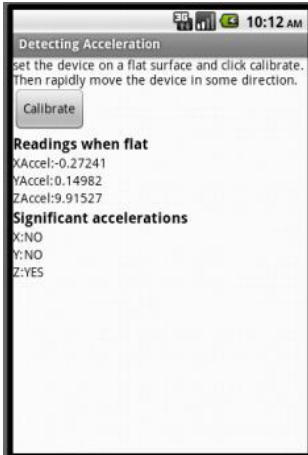 3G 10:12 AM
Detecting Acceleration
set the device on a flat surface and click calibrate.
Then rapidly move the device in some direction.
Calibrate
Readings when flat
XAccel:-0.27241
YAccel:0.14982
ZAccel:9.91527
Significant accelerations
X:NO
Y:NO
Z:YES